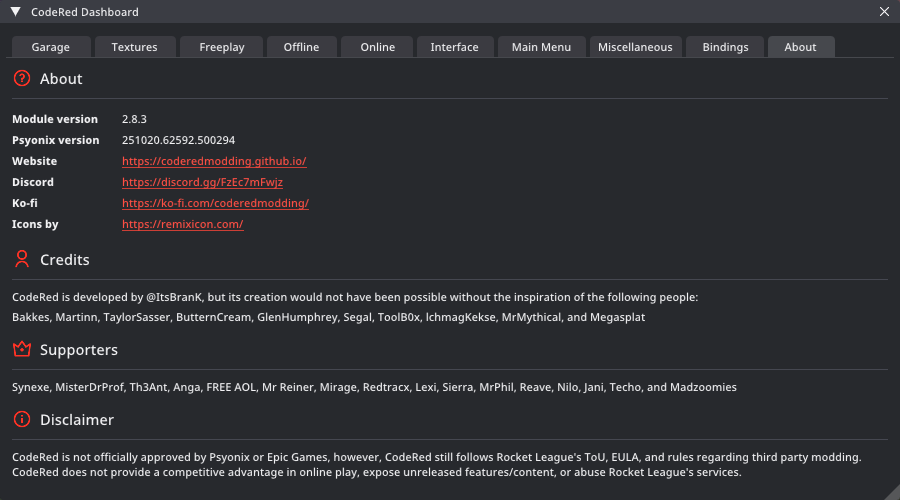 CodeRed Dashboard
Garage Textures Freeplay Offline Online Interface Main Menu Miscellaneous Bindings About
About
Module version 2.8.3
Psyonix version 251020.62592.500294
Website https://coderedmodding.github.io/
Discord https://discord.gg/FzEc7mFwjz
Ko-fi https://ko-fi.com/coderedmodding/
Icons by https://remixicon.com/
Credits
CodeRed is developed by @ItsBranK, but its creation would not have been possible without the inspiration of the following people:
Bakkes, Martinn, TaylorSasser, ButternCream, GlenHumphrey, Segal, ToolB0x, IchmagKekse, MrMythical, and Megasplat
Supporters
Synexe, MisterDrProf, Th3Ant, Anga, FREE AOL, Mr Reiner, Mirage, Redtracx, Lexi, Sierra, MrPhil, Reave, Nilo, Jani, Techo, and Madzoomies
Disclaimer
CodeRed is not officially approved by Psyonix or Epic Games, however, CodeRed still follows Rocket League's ToU, EULA, and rules regarding third party modding.
CodeRed does not provide a competitive advantage in online play, expose unreleased features/content, or abuse Rocket League's services.